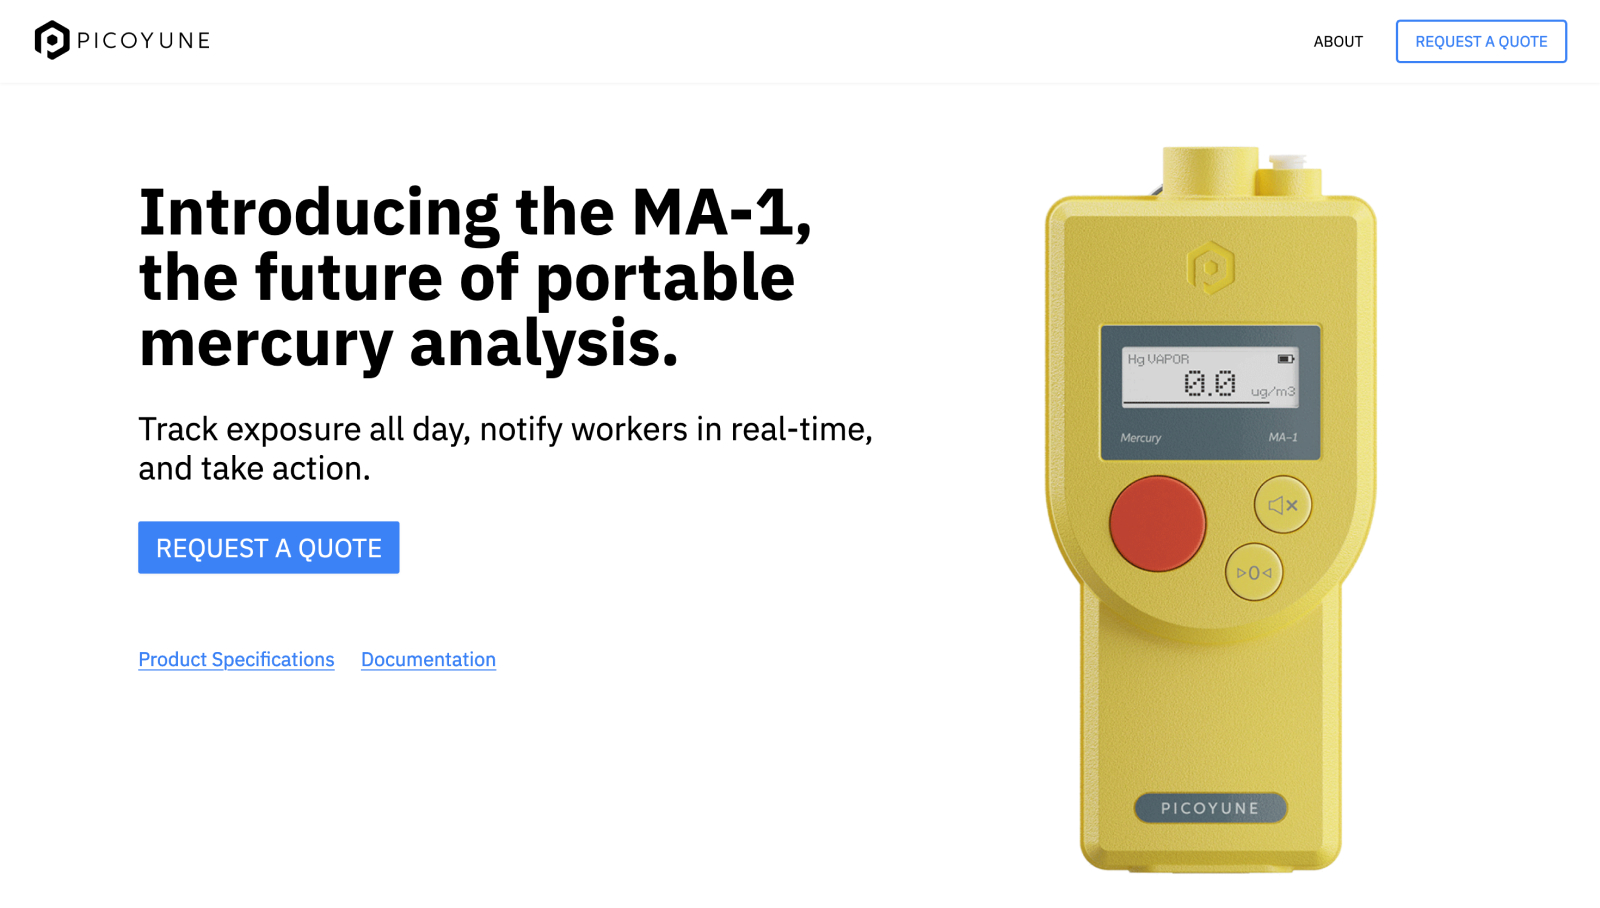 PICOYUNE
ABOUT
REQUEST A QUOTE
Introducing the MA-1,
the future of portable
mercury analysis.
Track exposure all day, notify workers in real-time,
and take action.
REQUEST A QUOTE
Product Specifications
Documentation
Hg VAPOR
0.0
ug/m3
Mercury
MA-1
0
PICOYUNE